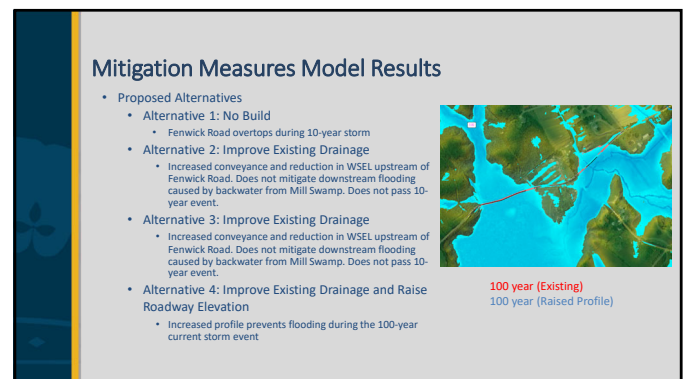 Mitigation Measures Model Results
• Proposed Alternatives
• Alternative 1: No Build
• Fenwick Road overtops during 10-year storm
• Alternative 2: Improve Existing Drainage
• Increased conveyance and reduction in WSEL upstream of
Fenwick Road. Does not mitigate downstream flooding
caused by backwater from Mill Swamp. Does not pass 10-
year event.
• Alternative 3: Improve Existing Drainage
• Increased conveyance and reduction in WSEL upstream of
Fenwick Road. Does not mitigate downstream flooding
caused by backwater from Mill Swamp. Does not pass 10-
year event.
• Alternative 4: Improve Existing Drainage and Raise
Roadway Elevation
• Increased profile prevents flooding during the 100-year
current storm event
100 year (Existing)
100 year (Raised Profile)